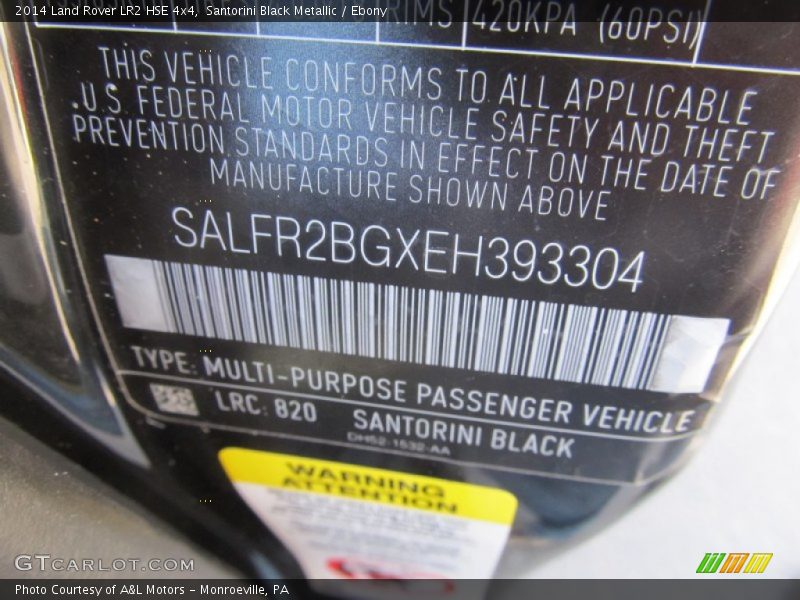 2014 Land Rover LR2 HSE 4x4,  Santorini Black Metallic / Ebony
RIMS 420KPA (60PSI)
THIS VEHICLE CONFORMS TO ALL APPLICABLE
U.S. FEDERAL MOTOR VEHICLE SAFETY AND THEFT
PREVENTION STANDARDS IN EFFECT ON THE DATE OF
MANUFACTURE SHOWN ABOVE
SALFR2BGXEH393304
TYPE: MULTI-PURPOSE PASSENGER VEHICLE
LRC: 820 SANTORINI BLACK
DH52-1532-AA
WARNING
ATTENTION
GTCARLOT.COM
Photo Courtesy of A&L Motors – Monroeville, PA